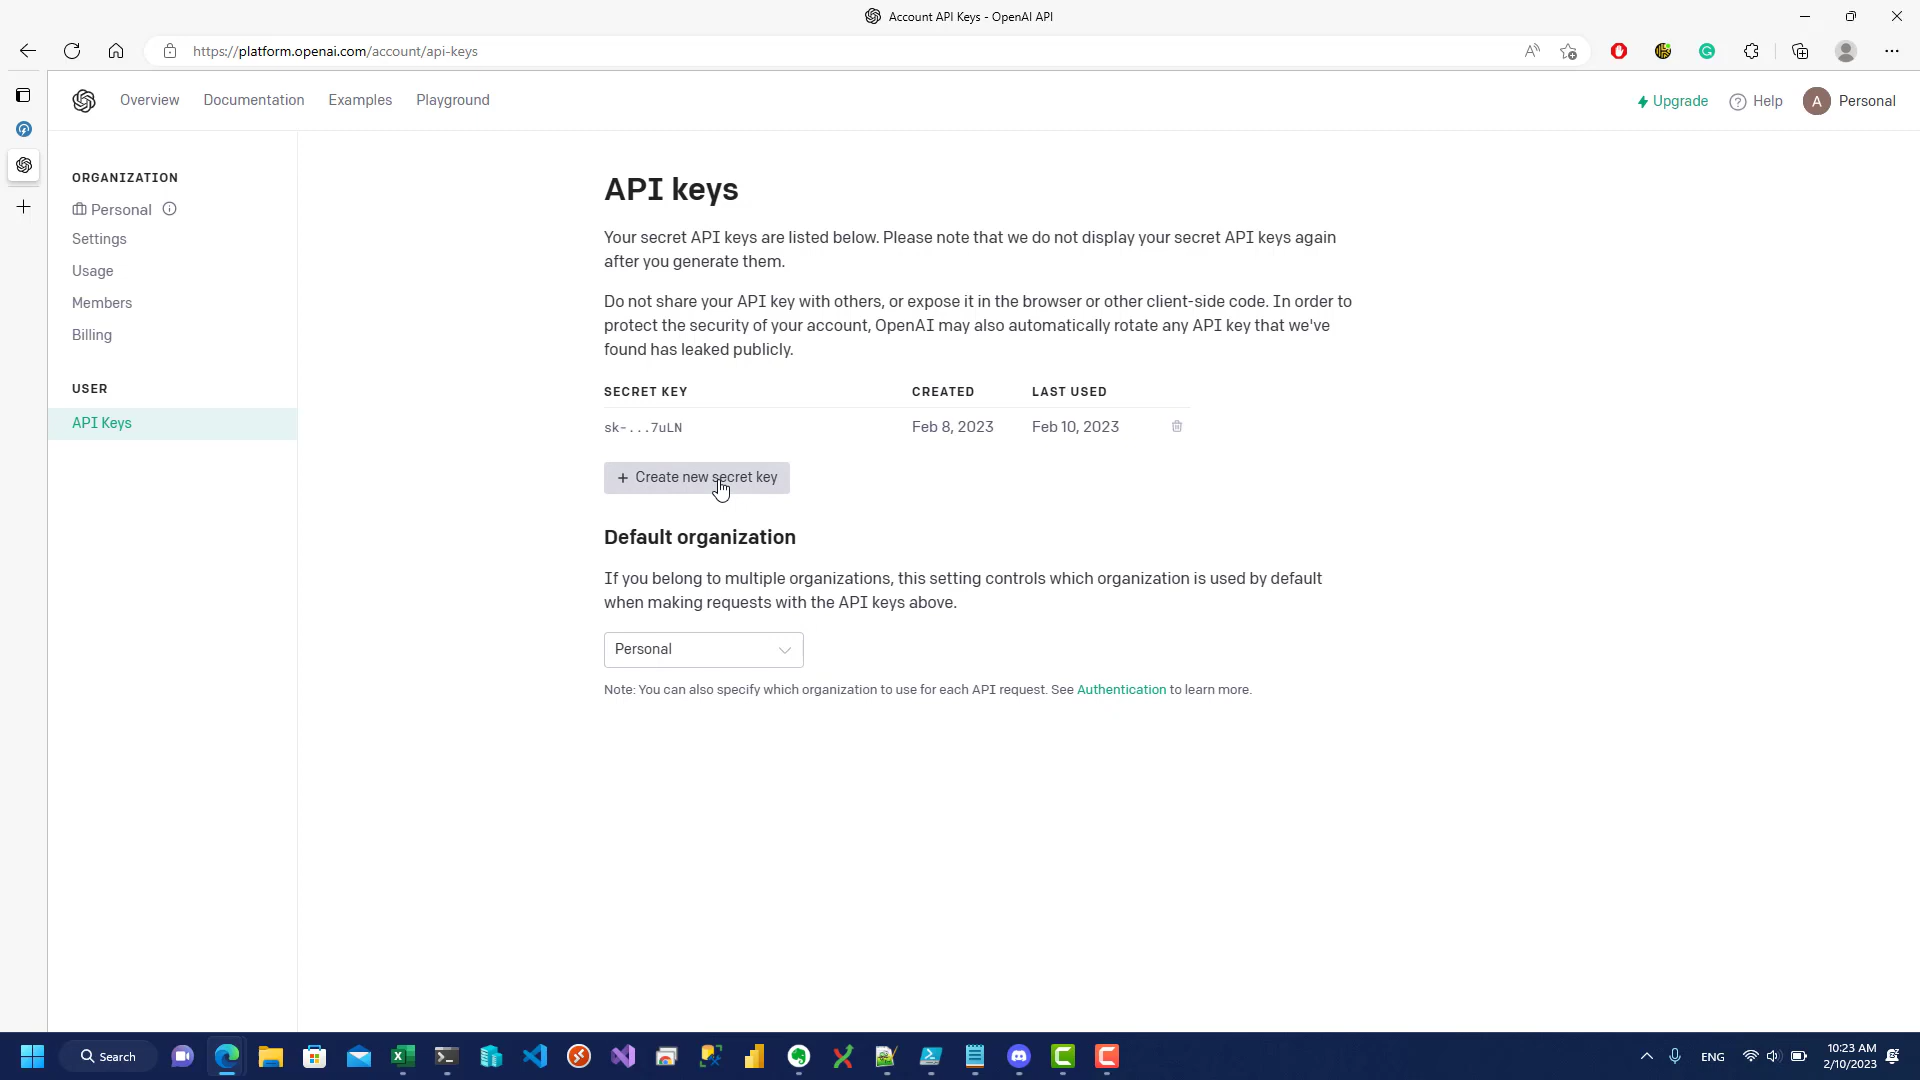 Account API Keys - OpenAI API
https://platform.openai.com/account/api-keys
Overview
Documentation
Examples
Playground
Upgrade
Help
A
Personal
ORGANIZATION
Personal
Settings
Usage
Members
Billing
USER
API Keys
API keys
Your secret API keys are listed below. Please note that we do not display your secret API keys again
after you generate them.
Do not share your API key with others, or expose it in the browser or other client-side code. In order to
protect the security of your account, OpenAI may also automatically rotate any API key that we've
found has leaked publicly.
SECRET KEY CREATED LAST USED
sk-...7uLN Feb 8, 2023 Feb 10, 2023
+ Create new secret key
Default organization
If you belong to multiple organizations, this setting controls which organization is used by default
when making requests with the API keys above.
Personal
Note: You can also specify which organization to use for each API request. See Authentication to learn more.
Search
ENG
10:23 AM
2/10/2023